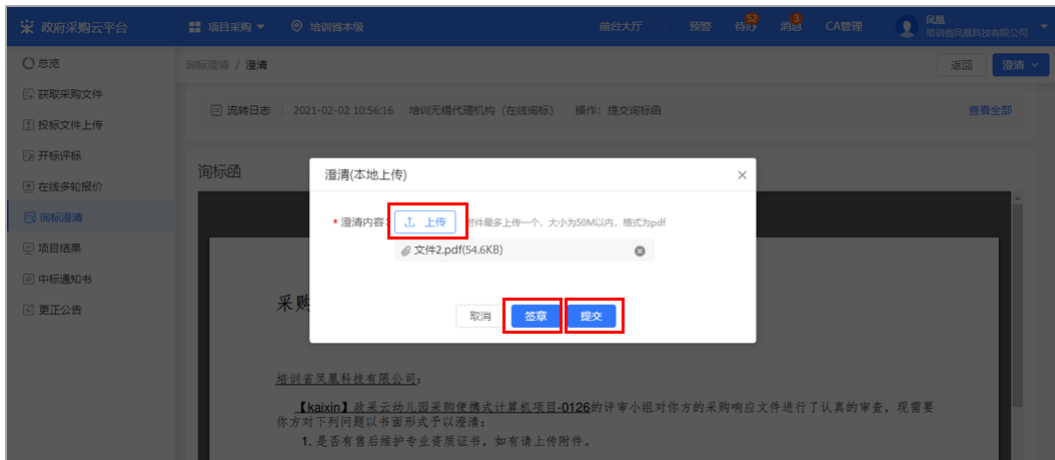 政府采购云平台
项目采购
培训省本级
前台大厅
预警
待办
52
消息
3
CA管理
凤凰
培训省凤凰科技有限公司
总览
获取采购文件
投标文件上传
开标评标
在线多轮报价
询标澄清
项目结果
中标通知书
更正公告
询标澄清 / 澄清
返回
澄清
流转日志
2021-02-02 10:56:16 培训无锡代理机构（在线询标） 操作：提交询标函
查看全部
询标函
澄清(本地上传)
* 澄清内容：
上传
附件最多上传一个，大小为50M以内，格式为pdf
文件2.pdf(54.6KB)
取消
签章
提交
采购
培训省凤凰科技有限公司：
【kaixin】政采云幼儿园采购便携式计算机项目-0126的评审小组对你方的采购响应文件进行了认真的审查，现需要
你方对下列问题以书面形式予以澄清：
1. 是否有售后维护专业资质证书，如有请上传附件。